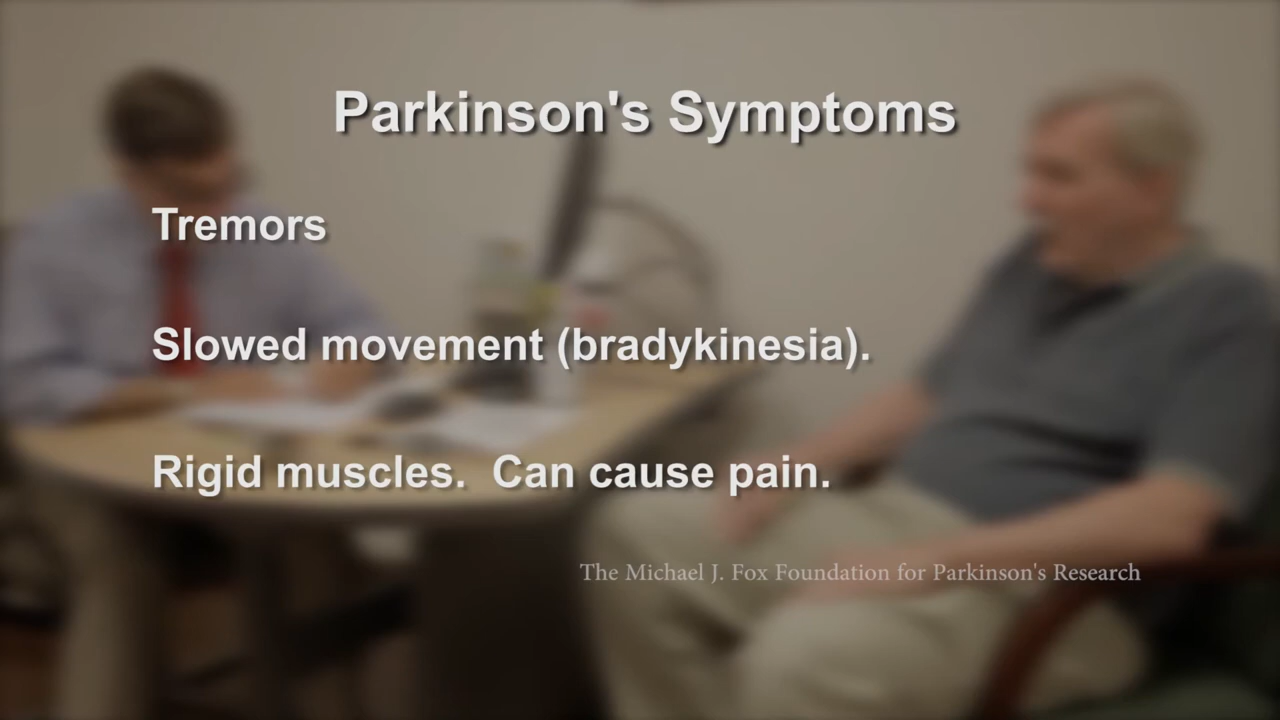 Parkinson's Symptoms
Tremors
Slowed movement (bradykinesia).
Rigid muscles.  Can cause pain.
The Michael J. Fox Foundation for Parkinson's Research